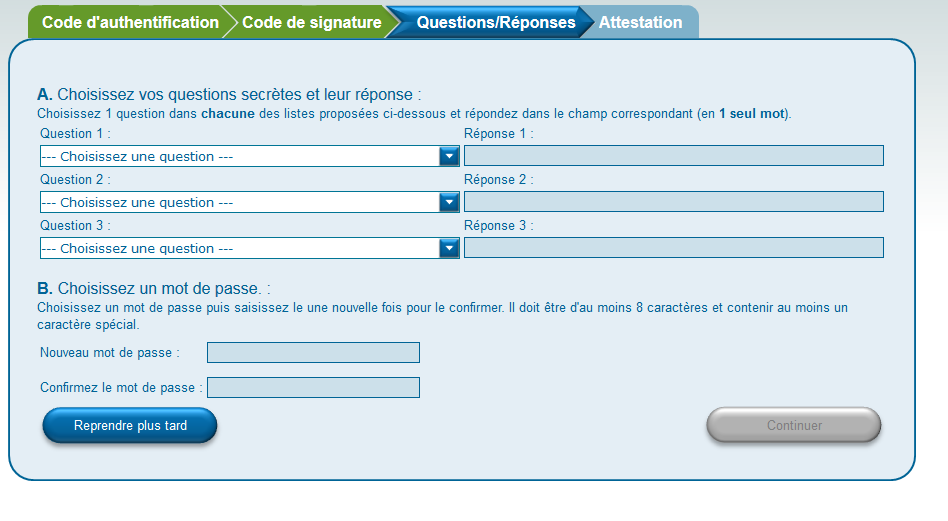 Code d'authentification Code de signature Questions/Réponses Attestation
A. Choisissez vos questions secrètes et leur réponse :
Choisissez 1 question dans chacune des listes proposées ci-dessous et répondez dans le champ correspondant (en 1 seul mot).
Question 1 : Réponse 1 :
--- Choisissez une question ---
Question 2 : Réponse 2 :
--- Choisissez une question ---
Question 3 : Réponse 3 :
--- Choisissez une question ---
B. Choisissez un mot de passe. :
Choisissez un mot de passe puis saisissez le une nouvelle fois pour le confirmer. Il doit être d'au moins 8 caractères et contenir au moins un
caractère spécial.
Nouveau mot de passe :
Confirmez le mot de passe :
Reprendre plus tard Continuer